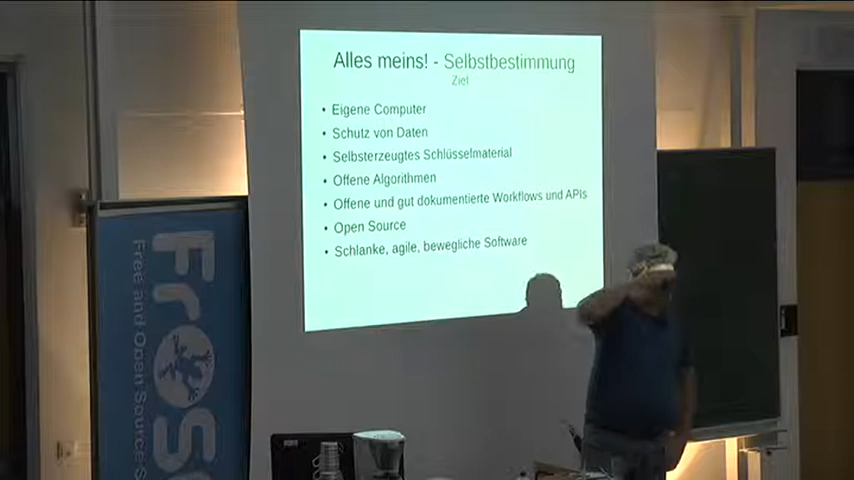 Alles meins! - Selbstbestimmung
Ziel
• Eigene Computer
• Schutz von Daten
• Selbsterzeugtes Schlüsselmaterial
• Offene Algorithmen
• Offene und gut dokumentierte Workflows und APIs
• Open Source
• Schlanke, agile, bewegliche Software
FrOSC
Free and Open Source S